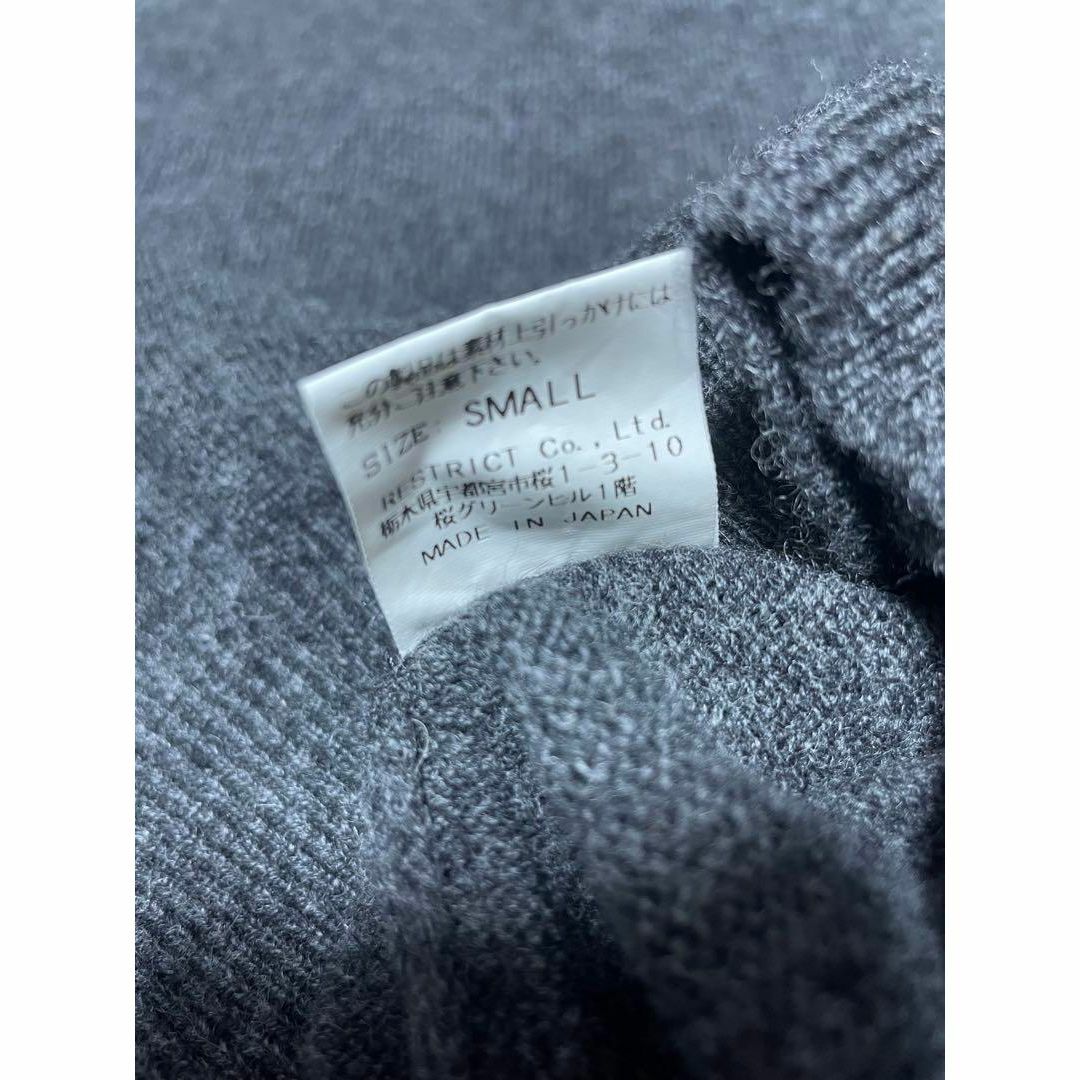 この製品は素材上引っかけには
充分ご注意下さい。
SIZE: SMALL
RESTRICT Co., Ltd.
栃木県宇都宮市桜1-3-10
桜グリーンヒル1階
MADE IN JAPAN